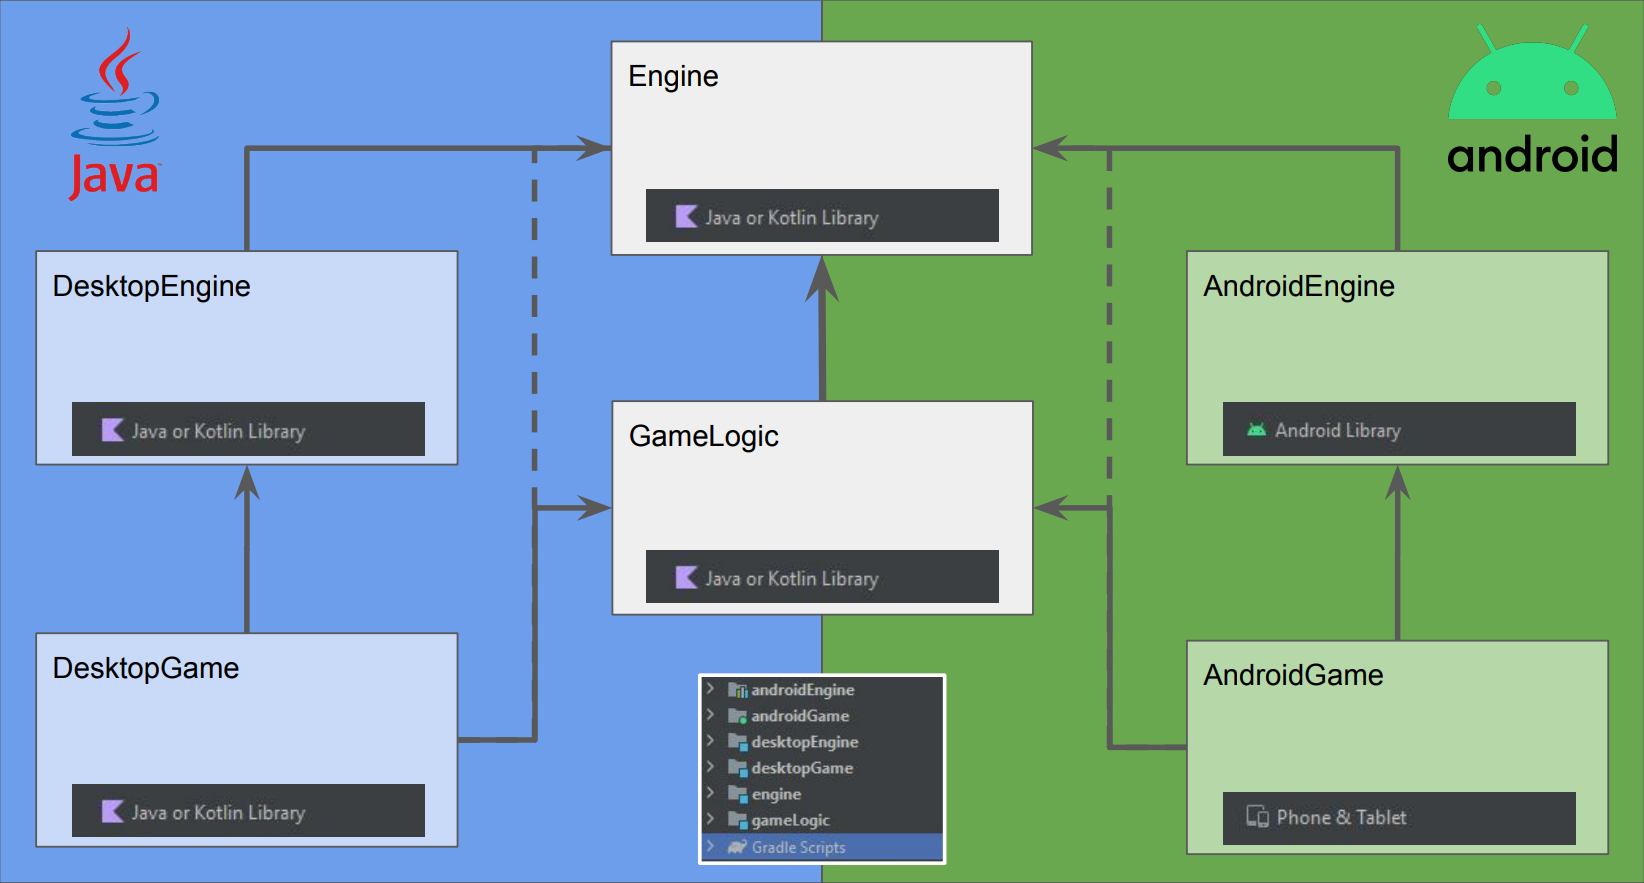 Java
Engine
android
Java or Kotlin Library
DesktopEngine
AndroidEngine
Java or Kotlin Library
Android Library
GameLogic
Java or Kotlin Library
DesktopGame
AndroidGame
Java or Kotlin Library
Phone & Tablet
androidEngine
androidGame
desktopEngine
desktopGame
engine
gameLogic
Gradle Scripts